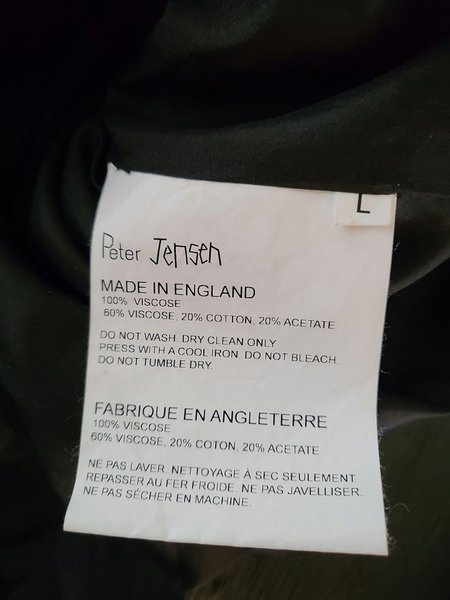 L
Peter Jensen
MADE IN ENGLAND
100% VISCOSE
60% VISCOSE, 20% COTTON, 20% ACETATE
DO NOT WASH. DRY CLEAN ONLY
PRESS WITH A COOL IRON. DO NOT BLEACH.
DO NOT TUMBLE DRY.
FABRIQUE EN ANGLETERRE
100% VISCOSE
60% VISCOSE, 20% COTON, 20% ACETATE
NE PAS LAVER. NETTOYAGE À SEC SEULEMENT.
REPASSER AU FER FROIDE. NE PAS JAVELLISER.
NE PAS SÉCHER EN MACHINE.